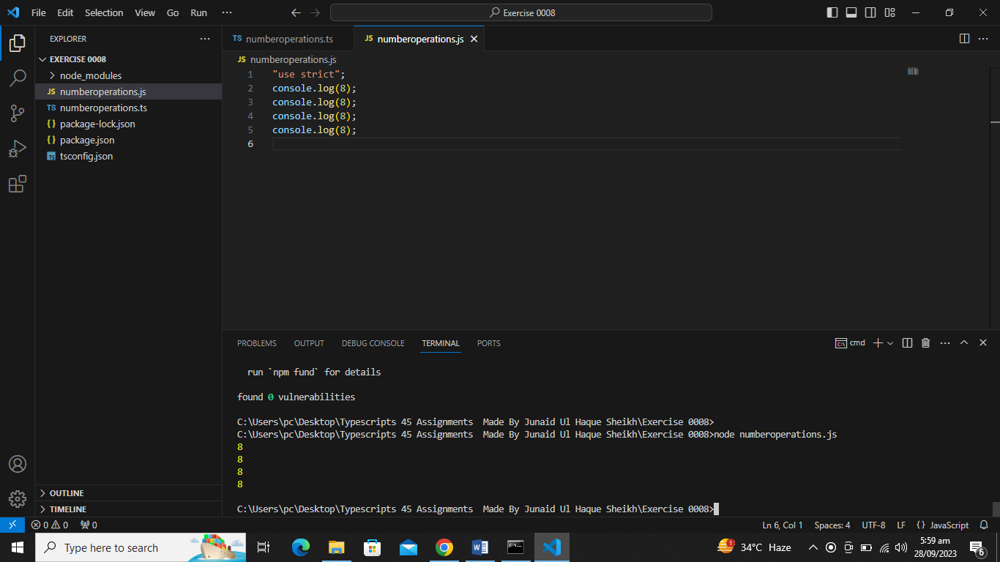 File Edit Selection View Go Run ···
Exercise 0008
EXPLORER ···
EXERCISE 0008
node_modules
JS numberoperations.js
TS numberoperations.ts
{} package-lock.json
{} package.json
TS tsconfig.json
OUTLINE
TIMELINE
TS numberoperations.ts
JS numberoperations.js
JS numberoperations.js
1 "use strict";
2 console.log(8);
3 console.log(8);
4 console.log(8);
5 console.log(8);
6
PROBLEMS OUTPUT DEBUG CONSOLE TERMINAL PORTS
cmd
run `npm fund` for details
found 0 vulnerabilities
C:\Users\pc\Desktop\Typescripts 45 Assignments  Made By Junaid Ul Haque Sheikh\Exercise 0008>
C:\Users\pc\Desktop\Typescripts 45 Assignments  Made By Junaid Ul Haque Sheikh\Exercise 0008>node numberoperations.js
8
8
8
8
C:\Users\pc\Desktop\Typescripts 45 Assignments  Made By Junaid Ul Haque Sheikh\Exercise 0008>
0 0 0 Ln 6, Col 1 Spaces: 4 UTF-8 LF {} JavaScript
Type here to search
1 34°C Haze
5:59 am
28/09/2023
6